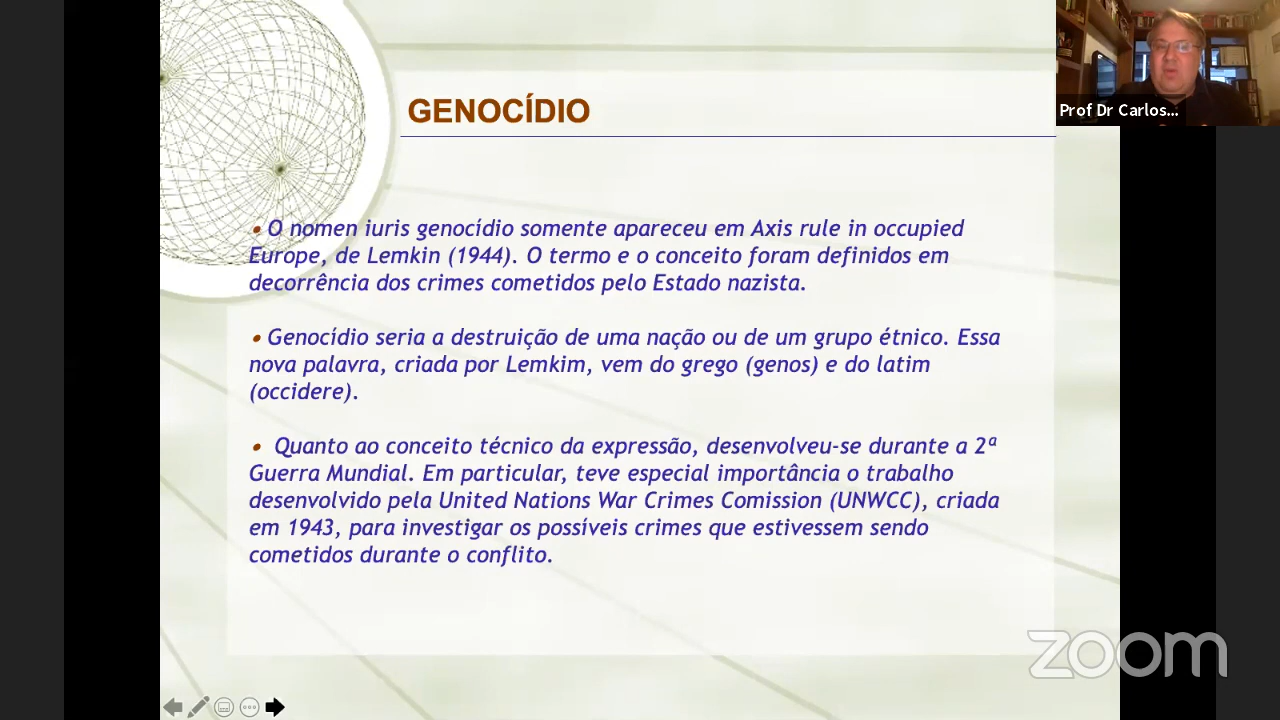 GENOCÍDIO
• O nomen iuris genocídio somente apareceu em Axis rule in occupied
Europe, de Lemkin (1944). O termo e o conceito foram definidos em
decorrência dos crimes cometidos pelo Estado nazista.
• Genocídio seria a destruição de uma nação ou de um grupo étnico. Essa
nova palavra, criada por Lemkim, vem do grego (genos) e do latim
(occidere).
• Quanto ao conceito técnico da expressão, desenvolveu-se durante a 2ª
Guerra Mundial. Em particular, teve especial importância o trabalho
desenvolvido pela United Nations War Crimes Comission (UNWCC), criada
em 1943, para investigar os possíveis crimes que estivessem sendo
cometidos durante o conflito.
Prof Dr Carlos...
zoom